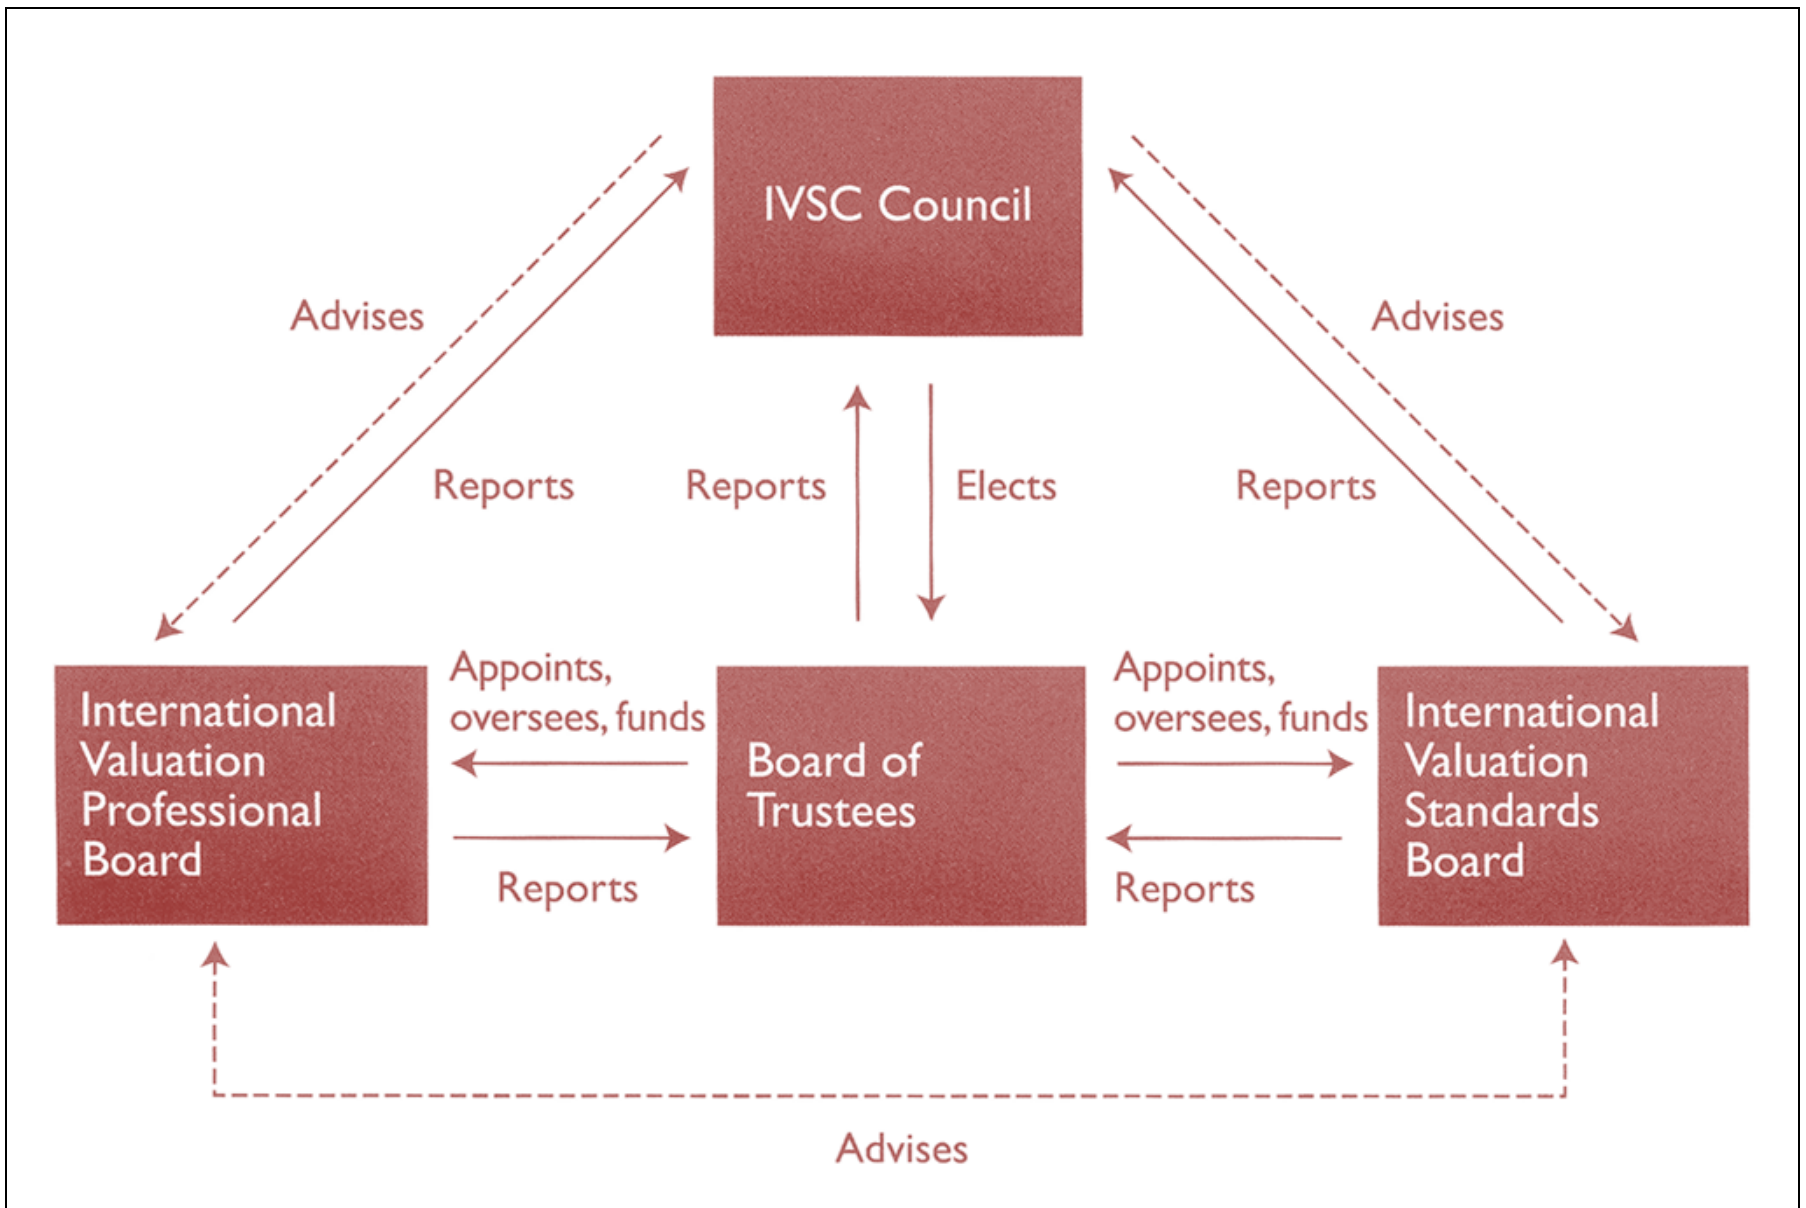 IVSC Council
Advises
Advises
Reports
Reports
Elects
Reports
Appoints,
oversees, funds
Appoints,
oversees, funds
International
Valuation
Professional
Board
Board of
Trustees
International
Valuation
Standards
Board
Reports
Reports
Advises